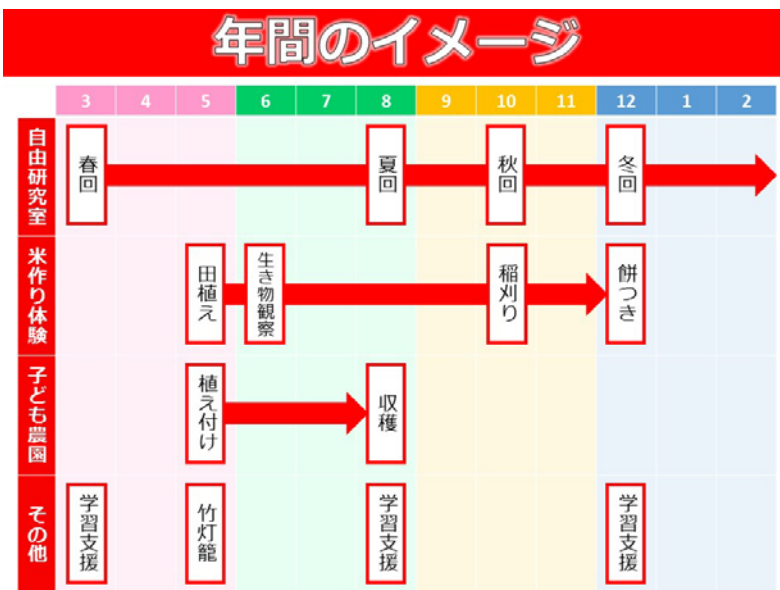 年間のイメージ
3 4 5 6 7 8 9 10 11 12 1 2
自由研究室
春回
夏回
秋回
冬回
米作り体験
田植え
生き物観察
稲刈り
餅つき
子ども農園
植え付け
収穫
その他
学習支援
竹灯籠
学習支援
学習支援